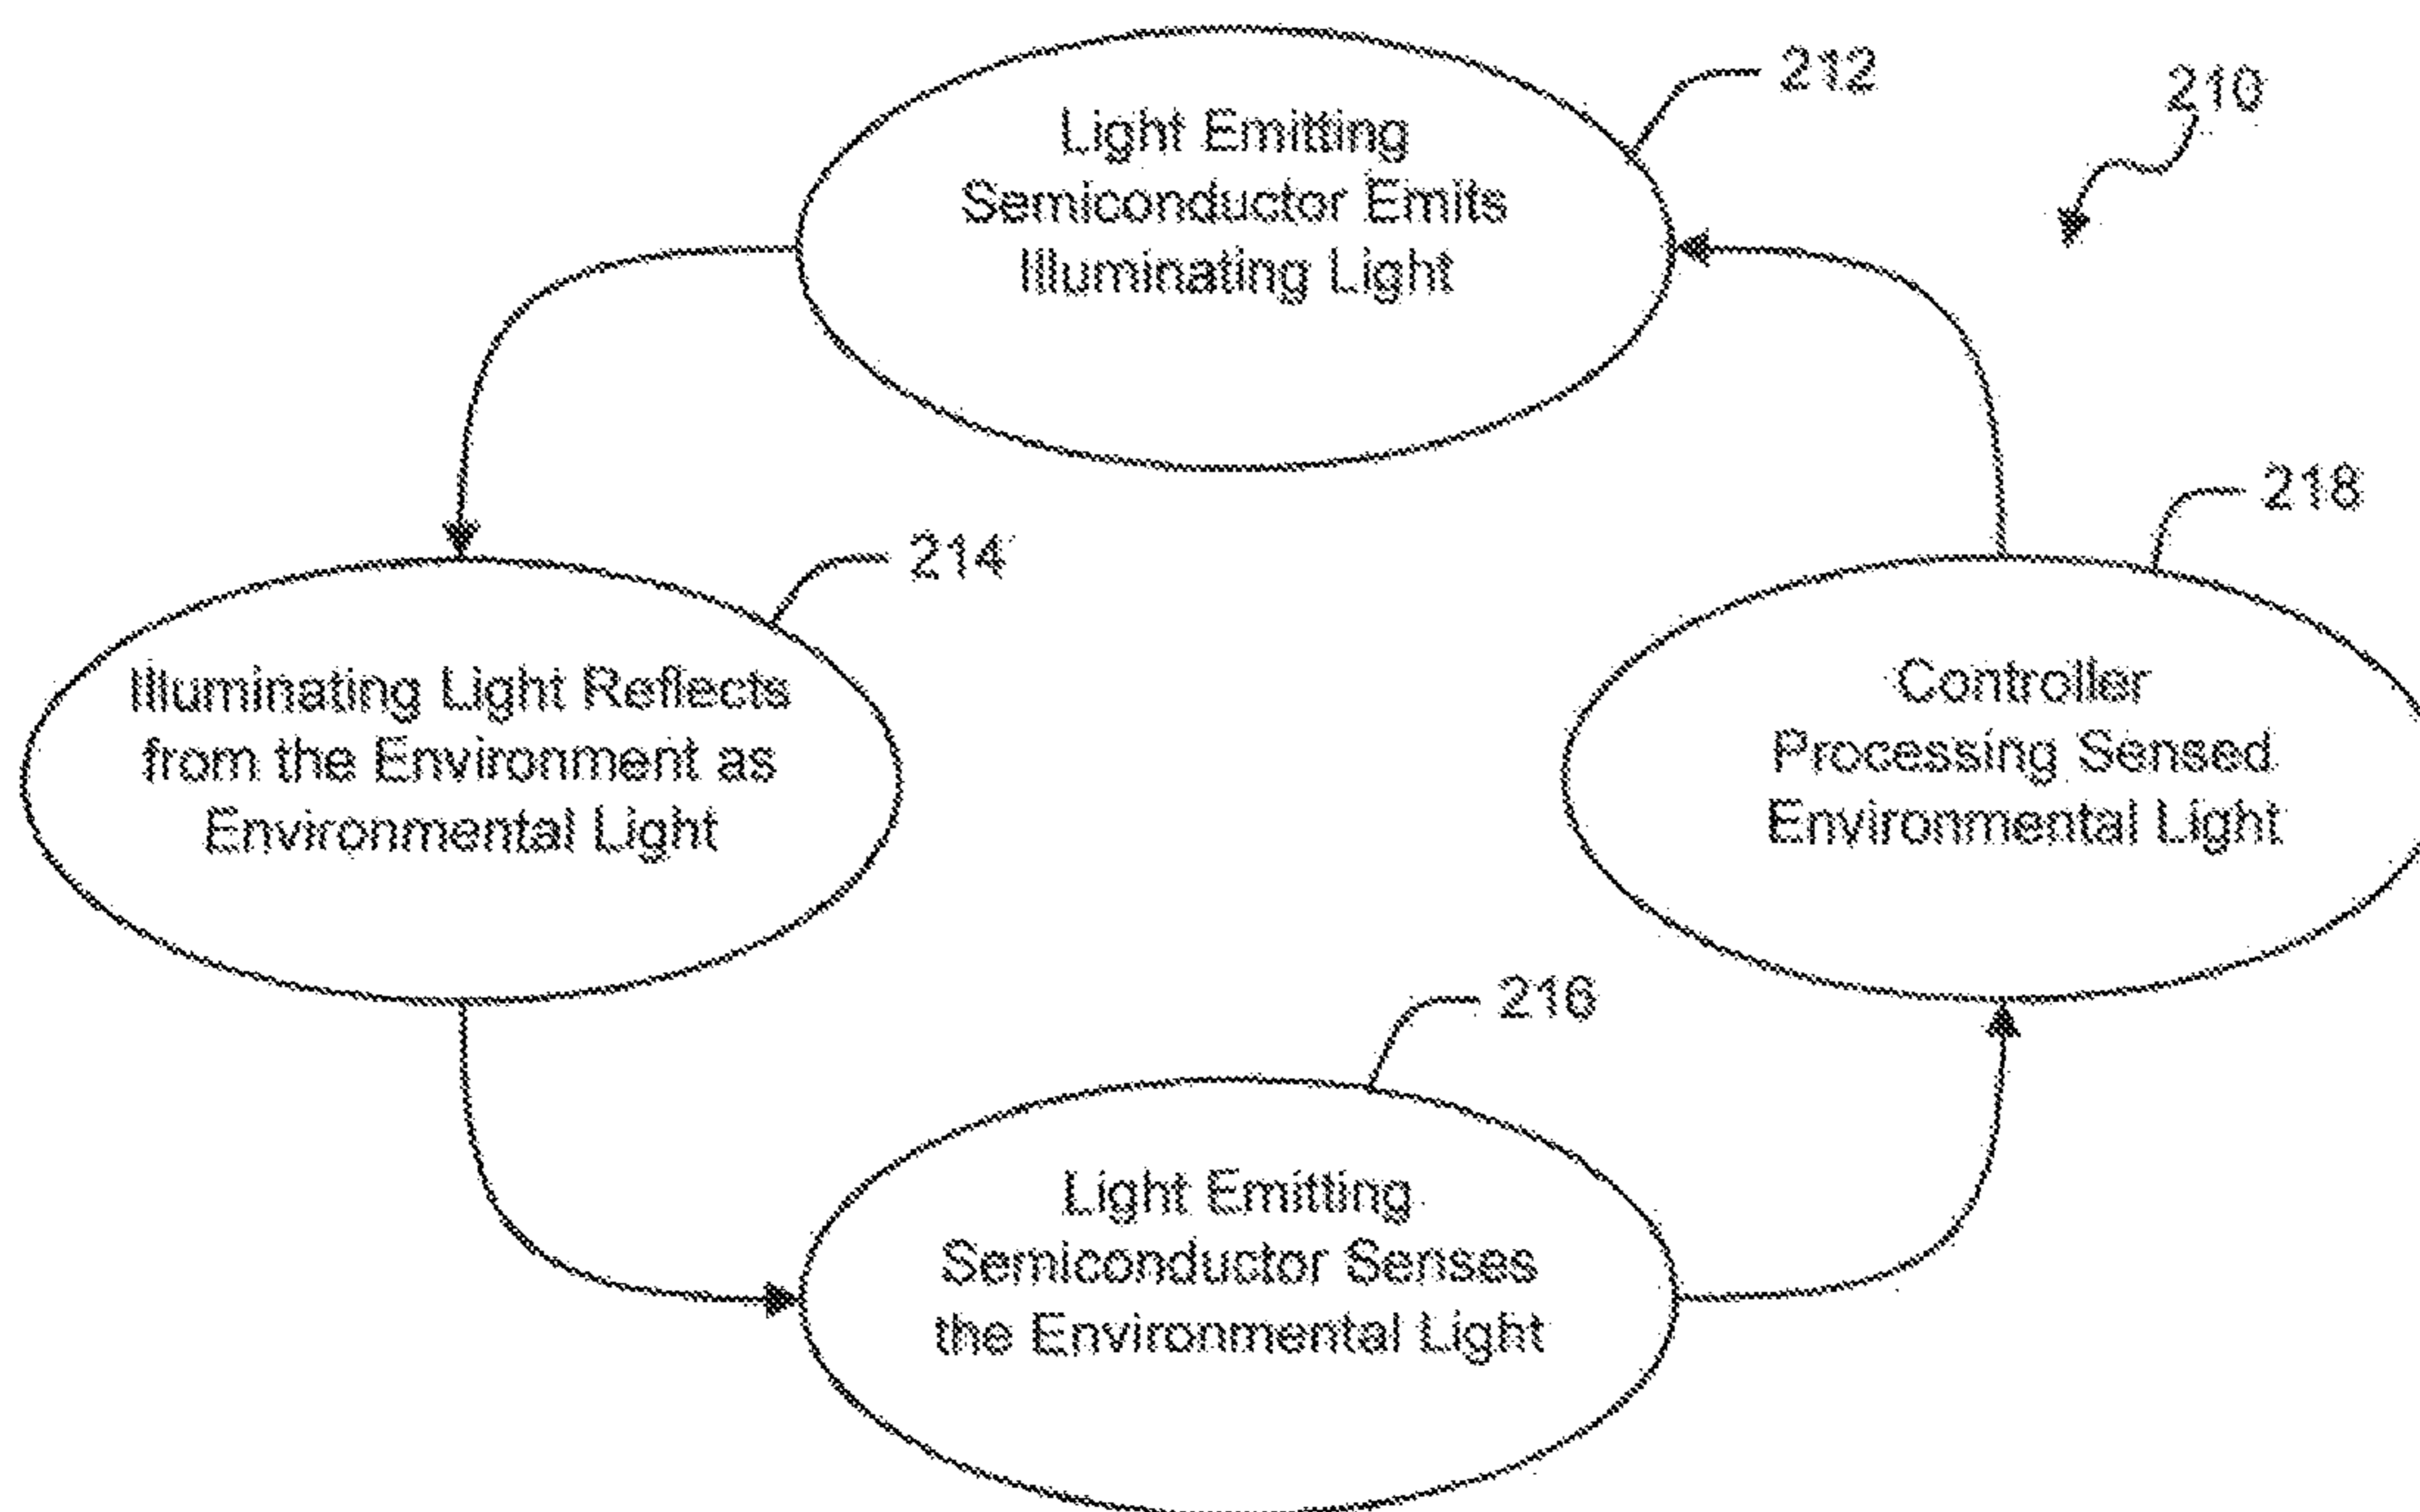 212
210
Light Emitting
Semiconductor Emits
Illuminating Light
218
214
Illuminating Light Reflects
from the Environment as
Environmental Light
Controller
Processing Sensed
Environmental Light
216
Light Emitting
Semiconductor Senses
the Environmental Light